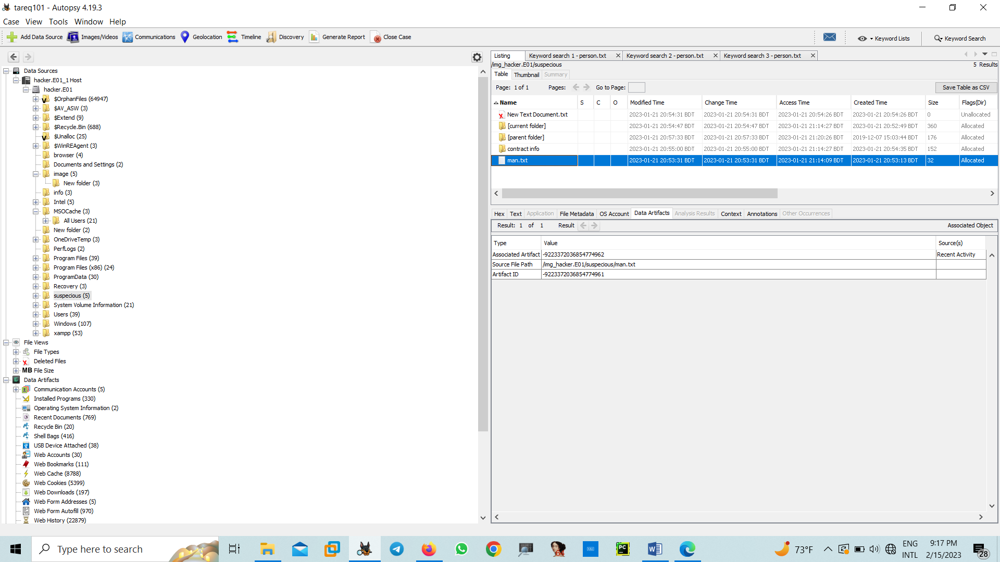 tareq101 - Autopsy 4.19.3
Case View Tools Window Help
Add Data Source Images/Videos Communications Geolocation Timeline Discovery Generate Report Close Case Keyword Lists Keyword Search
Data Sources
hacker.E01_1 Host
hacker.E01
$OrphanFiles (64947)
$AV_ASW (3)
$Extend (9)
$Recycle.Bin (688)
$Unalloc (25)
$WinREAgent (3)
browser (4)
Documents and Settings (2)
image (5)
New folder (3)
info (3)
Intel (5)
MSOCache (3)
All Users (21)
New folder (2)
OneDriveTemp (3)
PerfLogs (2)
Program Files (39)
Program Files (x86) (24)
ProgramData (30)
Recovery (3)
suspecious (5)
System Volume Information (21)
Users (39)
Windows (107)
xampp (53)
File Views
File Types
Deleted Files
MB File Size
Data Artifacts
Communication Accounts (5)
Installed Programs (330)
Operating System Information (2)
Recent Documents (769)
Recycle Bin (20)
Shell Bags (416)
USB Device Attached (38)
Web Accounts (30)
Web Bookmarks (111)
Web Cache (8788)
Web Cookies (5399)
Web Downloads (197)
Web Form Addresses (5)
Web Form Autofill (970)
Web History (22879)
Listing Keyword search 1 - person.txt Keyword search 2 - person.txt Keyword search 3 - person.txt
/img_hacker.E01/suspecious 5 Results
Table Thumbnail Summary
Page: 1 of 1 Pages: Go to Page: Save Table as CSV
Name S C O Modified Time Change Time Access Time Created Time Size Flags(Dir)
New Text Document.txt 2023-01-21 20:54:31 BDT 2023-01-21 20:54:31 BDT 2023-01-21 20:54:26 BDT 2023-01-21 20:54:26 BDT 0 Unallocated
[current folder] 2023-01-21 20:54:47 BDT 2023-01-21 20:54:47 BDT 2023-01-21 21:14:27 BDT 2023-01-21 20:52:49 BDT 360 Allocated
[parent folder] 2023-01-21 20:57:33 BDT 2023-01-21 20:57:33 BDT 2023-01-21 21:20:26 BDT 2019-12-07 15:03:44 BDT 176 Allocated
contract info 2023-01-21 20:55:00 BDT 2023-01-21 20:55:00 BDT 2023-01-21 21:14:27 BDT 2023-01-21 20:54:35 BDT 152 Allocated
man.txt 2023-01-21 20:53:31 BDT 2023-01-21 20:53:31 BDT 2023-01-21 21:14:09 BDT 2023-01-21 20:53:13 BDT 32 Allocated
Hex Text Application File Metadata OS Account Data Artifacts Analysis Results Context Annotations Other Occurrences
Result: 1 of 1 Result Associated Object
Type Value Source(s)
Associated Artifact -9223372036854774962 Recent Activity
Source File Path /img_hacker.E01/suspecious/man.txt
Artifact ID -9223372036854774961
Type here to search
PC
W
73°F
ENG
INTL
9:17 PM
2/15/2023
28